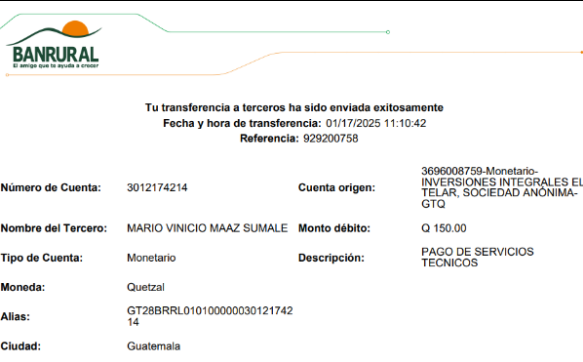 BANRURAL
El amigo que te ayuda a crecer
Tu transferencia a terceros ha sido enviada exitosamente
Fecha y hora de transferencia: 01/17/2025 11:10:42
Referencia: 929200758
Número de Cuenta: 3012174214
Cuenta origen: 3696008759-Monetario-
INVERSIONES INTEGRALES EL
TELAR, SOCIEDAD ANÓNIMA-
GTQ
Nombre del Tercero: MARIO VINICIO MAAZ SUMALE
Monto débito: Q 150.00
Tipo de Cuenta: Monetario
Descripción: PAGO DE SERVICIOS
TECNICOS
Moneda: Quetzal
Alias: GT28BRRL010100000030121742
14
Ciudad: Guatemala